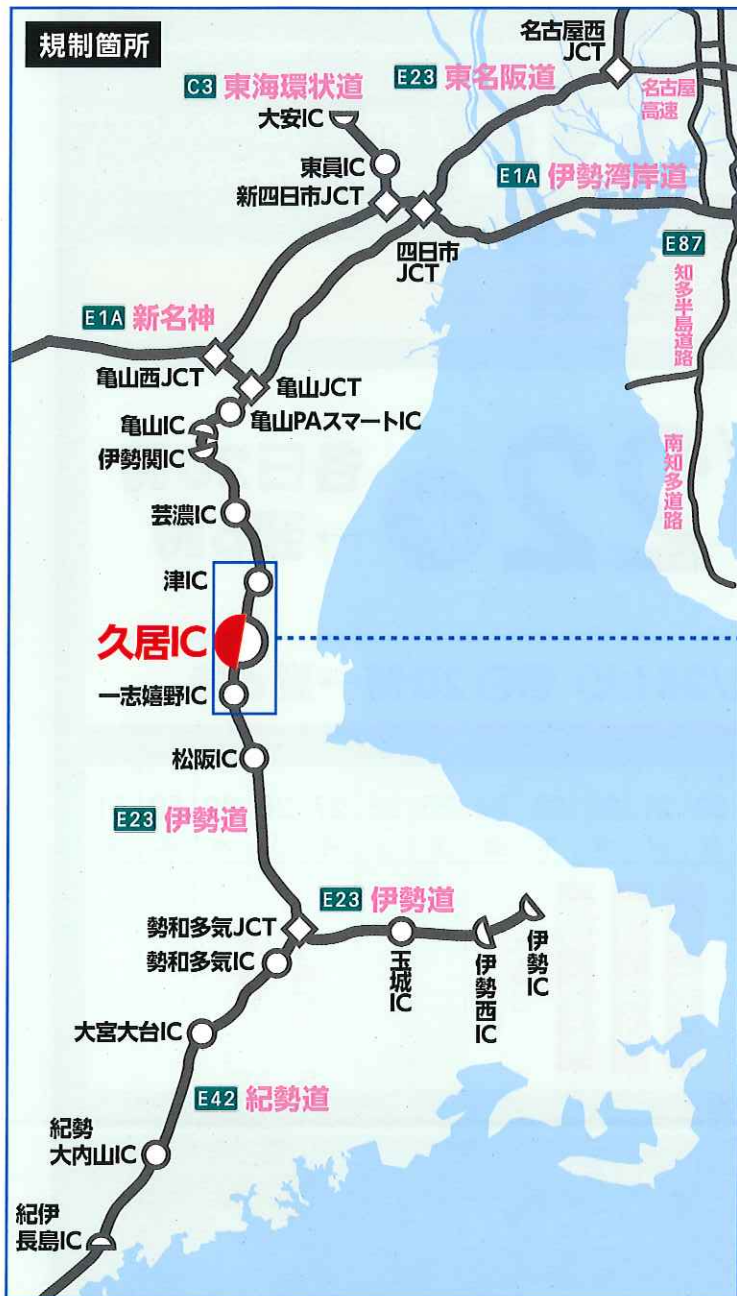 規制箇所
名古屋西
JCT
E23 東名阪道
C3 東海環状道
名古屋
高速
大安IC
東員IC
E1A 伊勢湾岸道
新四日市JCT
四日市
JCT
E87
知多半島道路
E1A 新名神
亀山西JCT
亀山JCT
亀山IC
亀山PAスマートIC
伊勢関IC
南知多道路
芸濃IC
津IC
久居IC
一志嬉野IC
松阪IC
E23 伊勢道
E23 伊勢道
勢和多気JCT
勢和多気IC
玉城IC
伊勢西IC
伊勢IC
大宮大台IC
E42 紀勢道
紀勢
大内山IC
紀伊
長島IC